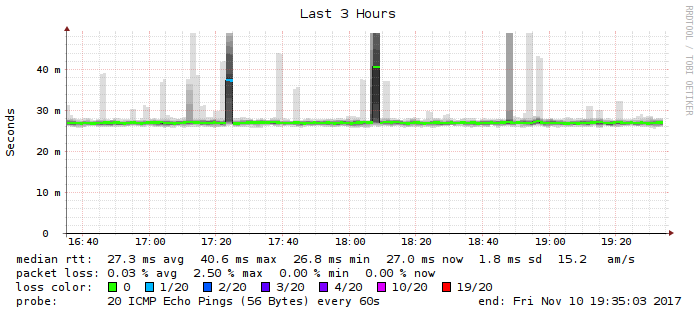 Last 3 Hours
RRDTOOL / TOBI OETIKER
Seconds
40 m
30 m
20 m
10 m
0
16:40 17:00 17:20 17:40 18:00 18:20 18:40 19:00 19:20
median rtt: 27.3 ms avg 40.6 ms max 26.8 ms min 27.0 ms now 1.8 ms sd 15.2 am/s
packet loss: 0.03 % avg 2.50 % max 0.00 % min 0.00 % now
loss color: 0 1/20 2/20 3/20 4/20 10/20 19/20
probe: 20 ICMP Echo Pings (56 Bytes) every 60s end: Fri Nov 10 19:35:03 2017